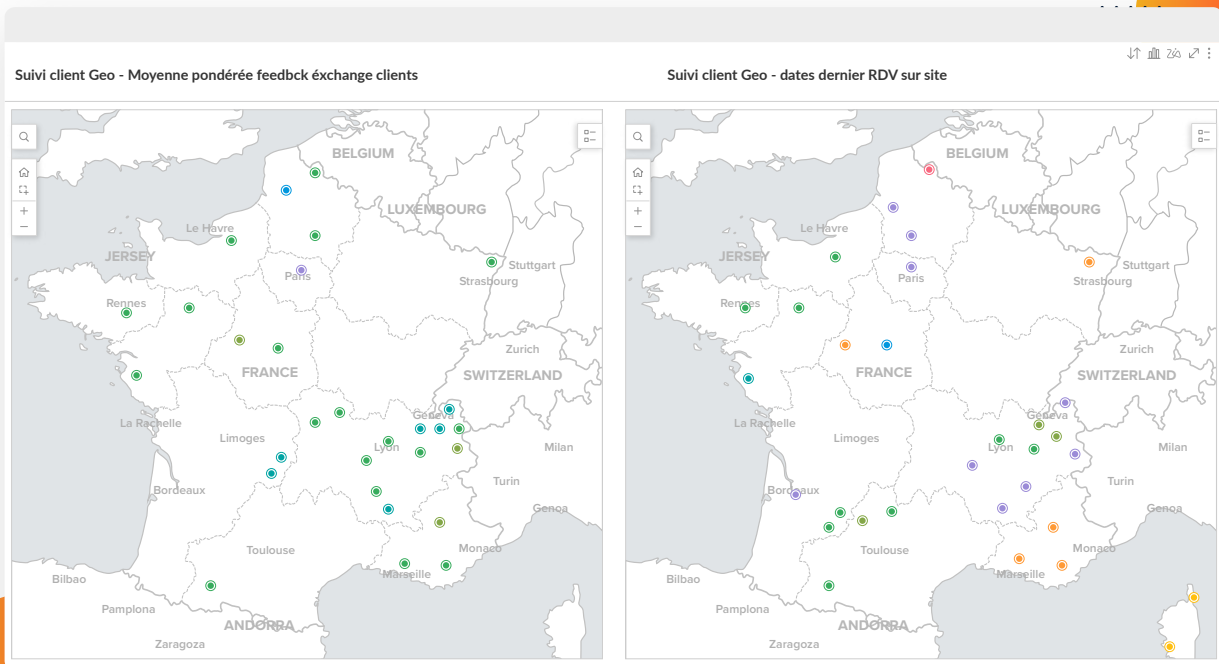 Suivi client Geo - Moyenne pondérée feedbck éxchange clients
Suivi client Geo - dates dernier RDV sur site
BELGIUM
LUXEMBOURG
Le Havre
JERSEY
Paris
Stuttgart
Strasbourg
Rennes
Zurich
FRANCE
SWITZERLAND
Geneva
La Rachelle
Limoges
Lyon
Milan
Turin
Bordeaux
Genoa
Toulouse
Monaco
Marseille
Bilbao
Pamplona
ANDORRA
Zaragoza
BELGIUM
LUXEMBOURG
Le Havre
JERSEY
Paris
Stuttgart
Strasbourg
Rennes
Zurich
FRANCE
SWITZERLAND
Geneva
La Rachelle
Limoges
Lyon
Milan
Turin
Bordeaux
Genoa
Toulouse
Monaco
Marseille
Bilbao
Pamplona
ANDORRA
Zaragoza